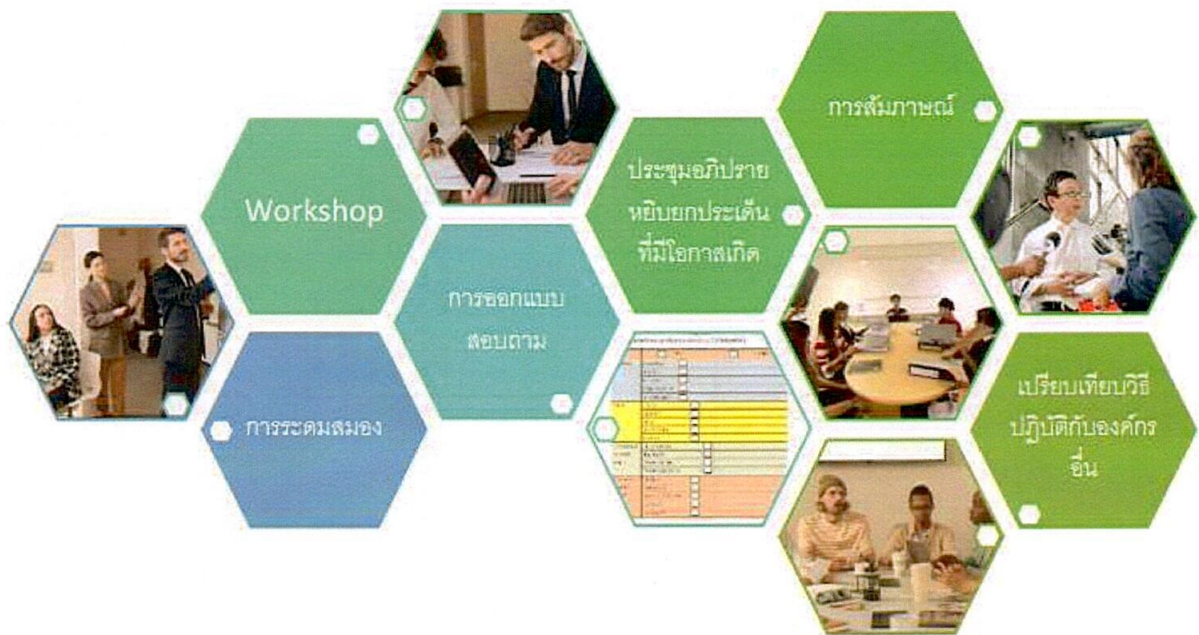 Workshop
การระดมสมอง
การออกแบบ
สอบถาม
ประชุมอภิปราย
หยิบยกประเด็น
ที่มีโอกาสเกิด
การสัมภาษณ์
เปรียบเทียบวิธี
ปฏิบัติกับองค์กร
อื่น